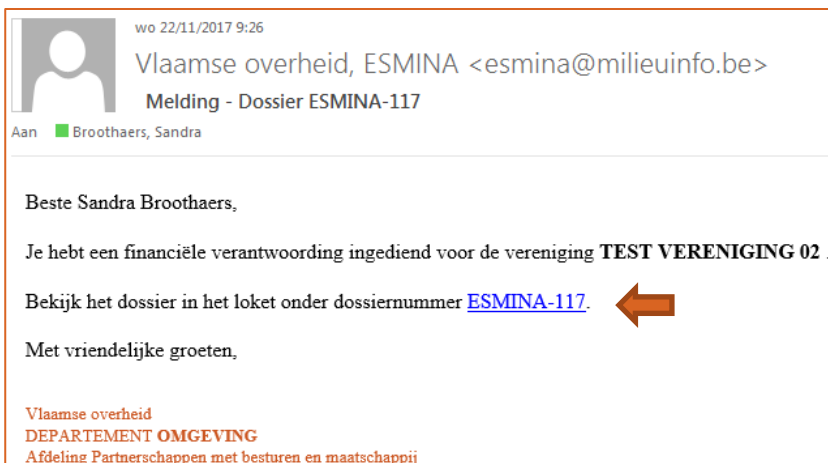 wo 22/11/2017 9:26
Vlaamse overheid, ESMINA <esmina@milieuinfo.be>
Melding - Dossier ESMINA-117
Aan Broothaers, Sandra
Beste Sandra Broothaers,
Je hebt een financiële verantwoording ingediend voor de vereniging TEST VERENIGING 02 .
Bekijk het dossier in het loket onder dossiernummer ESMINA-117.
Met vriendelijke groeten,
Vlaamse overheid
DEPARTEMENT OMGEVING
Afdeling Partnerschappen met besturen en maatschappij